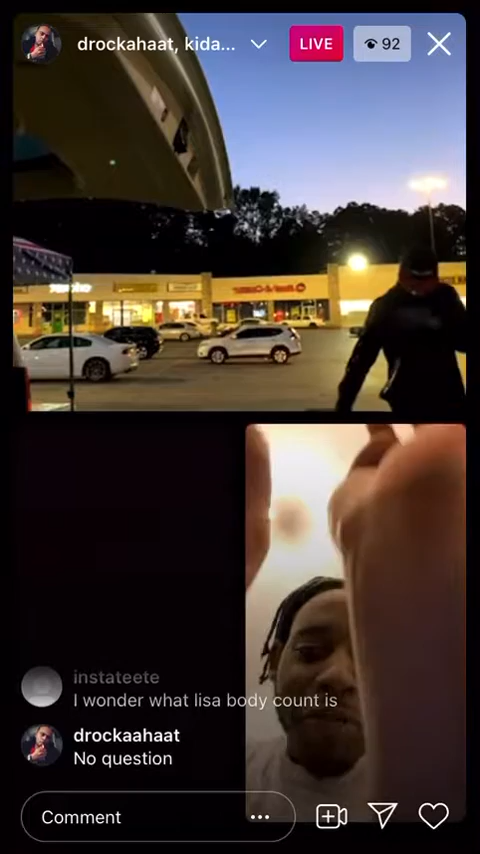 drockahaat, kida...
LIVE
92
instateete
I wonder what lisa body count is
drockaahaat
No question
Comment